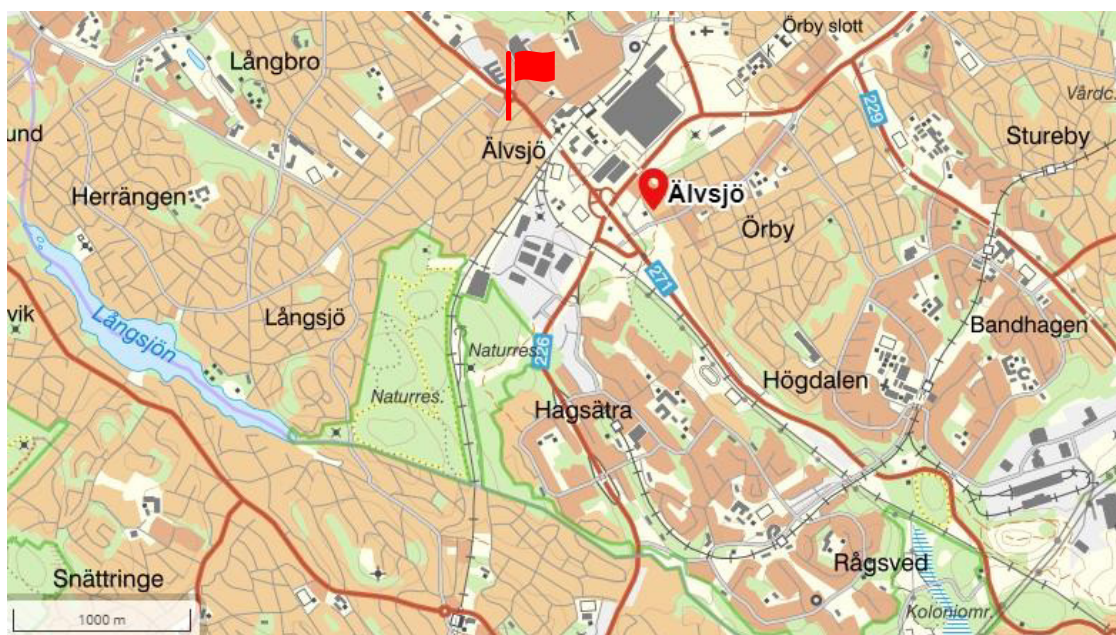 Örby slott
Långbro
Vårdc.
und
Älvsjö
229
Stureby
Herrängen
Älvsjö
Örby
271
vik
Långsjön
Långsjö
Naturres.
226
Bandhagen
Högdalen
Naturres.
Hagsätra
Rågsved
Snättringe
Koloniomr.
1000 m